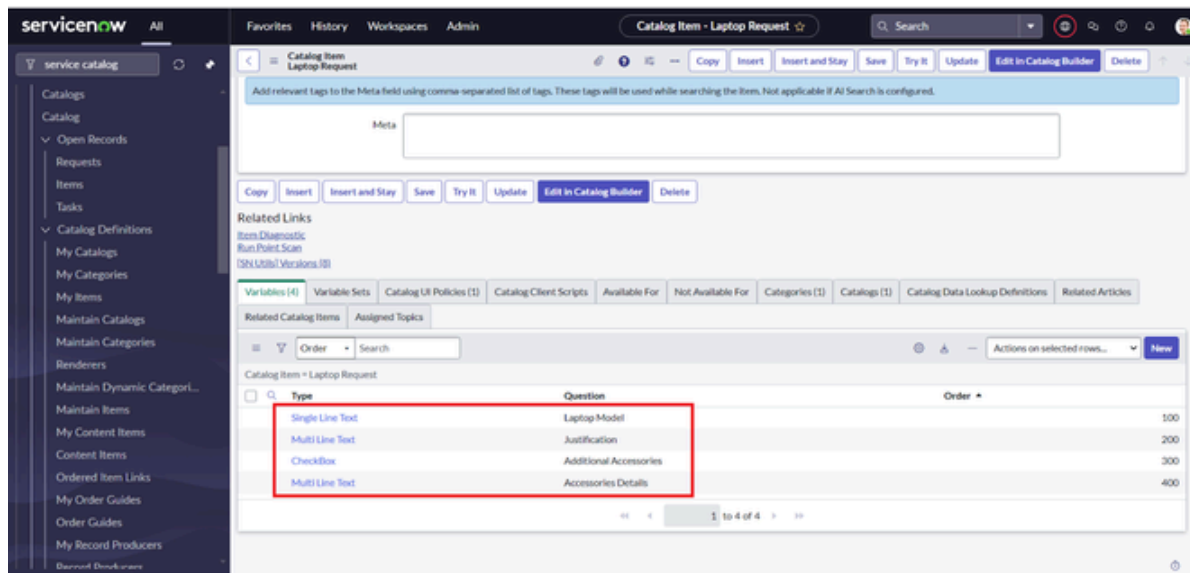 servicenow All Favorites History Workspaces Admin Catalog Item - Laptop Request Search
service catalog
Catalogs
Catalog
Open Records
Requests
Items
Tasks
Catalog Definitions
My Catalogs
My Categories
My Items
Maintain Catalogs
Maintain Categories
Renderers
Maintain Dynamic Categori...
Maintain Items
My Content Items
Content Items
Ordered Item Links
My Order Guides
Order Guides
My Record Producers
Record Producers
Catalog Item
Laptop Request
Copy Insert Insert and Stay Save Try It Update Edit in Catalog Builder Delete
Add relevant tags to the Meta field using comma-separated list of tags. These tags will be used while searching the item. Not applicable if AI Search is configured.
Meta
Copy Insert Insert and Stay Save Try It Update Edit in Catalog Builder Delete
Related Links
Item Diagnostic
Run Point Scan
[SN Utils] Versions (8)
Variables (4) Variable Sets Catalog UI Policies (1) Catalog Client Scripts Available For Not Available For Categories (1) Catalogs (1) Catalog Data Lookup Definitions Related Articles
Related Catalog Items Assigned Topics
Order Search Actions on selected rows... New
Catalog Item = Laptop Request
Type Question Order
Single Line Text Laptop Model 100
Multi Line Text Justification 200
CheckBox Additional Accessories 300
Multi Line Text Accessories Details 400
1 to 4 of 4